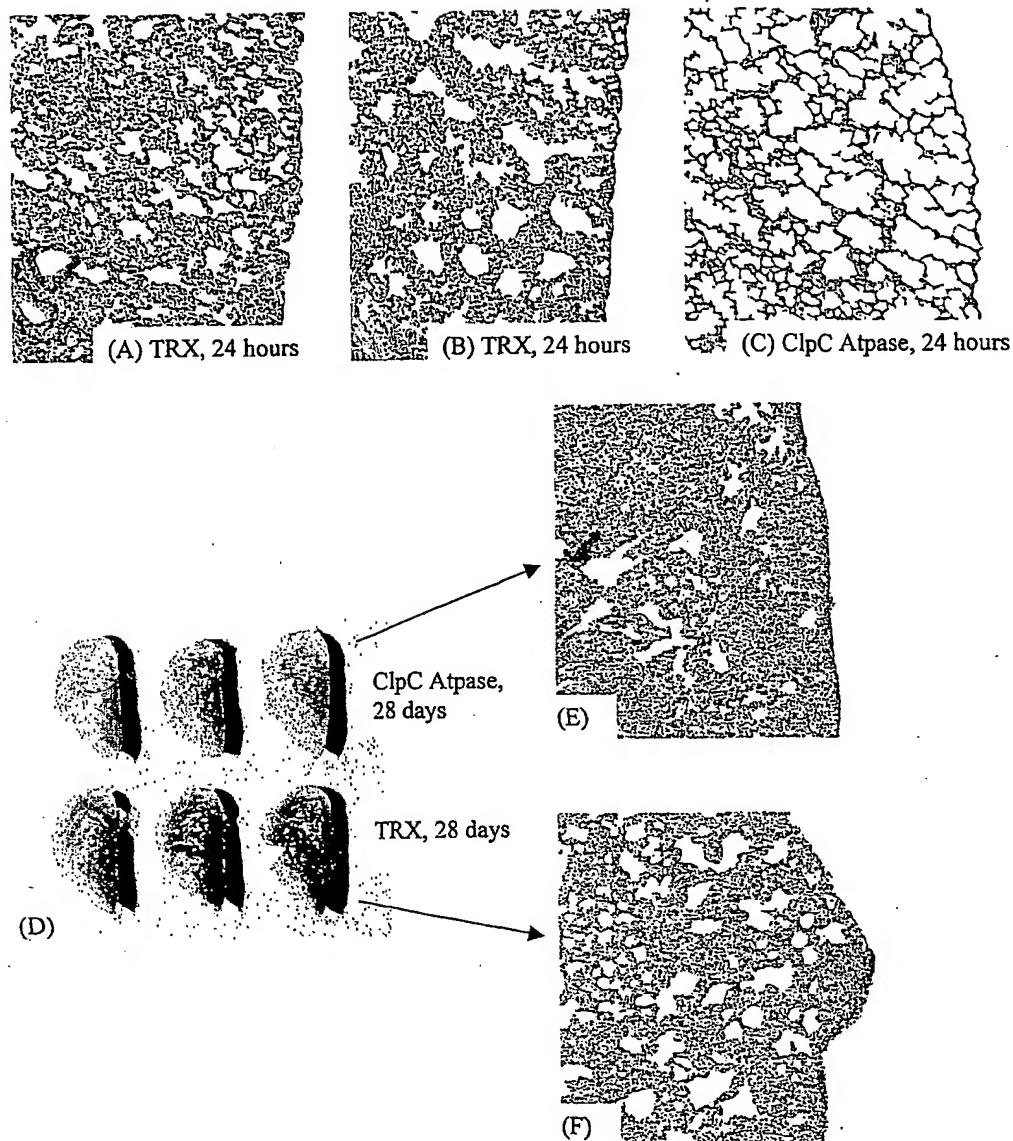 (A) TRX, 24 hours
(B) TRX, 24 hours
(C) ClpC Atpase, 24 hours
ClpC Atpase,
28 days
(E)
TRX, 28 days
(D)
(F)